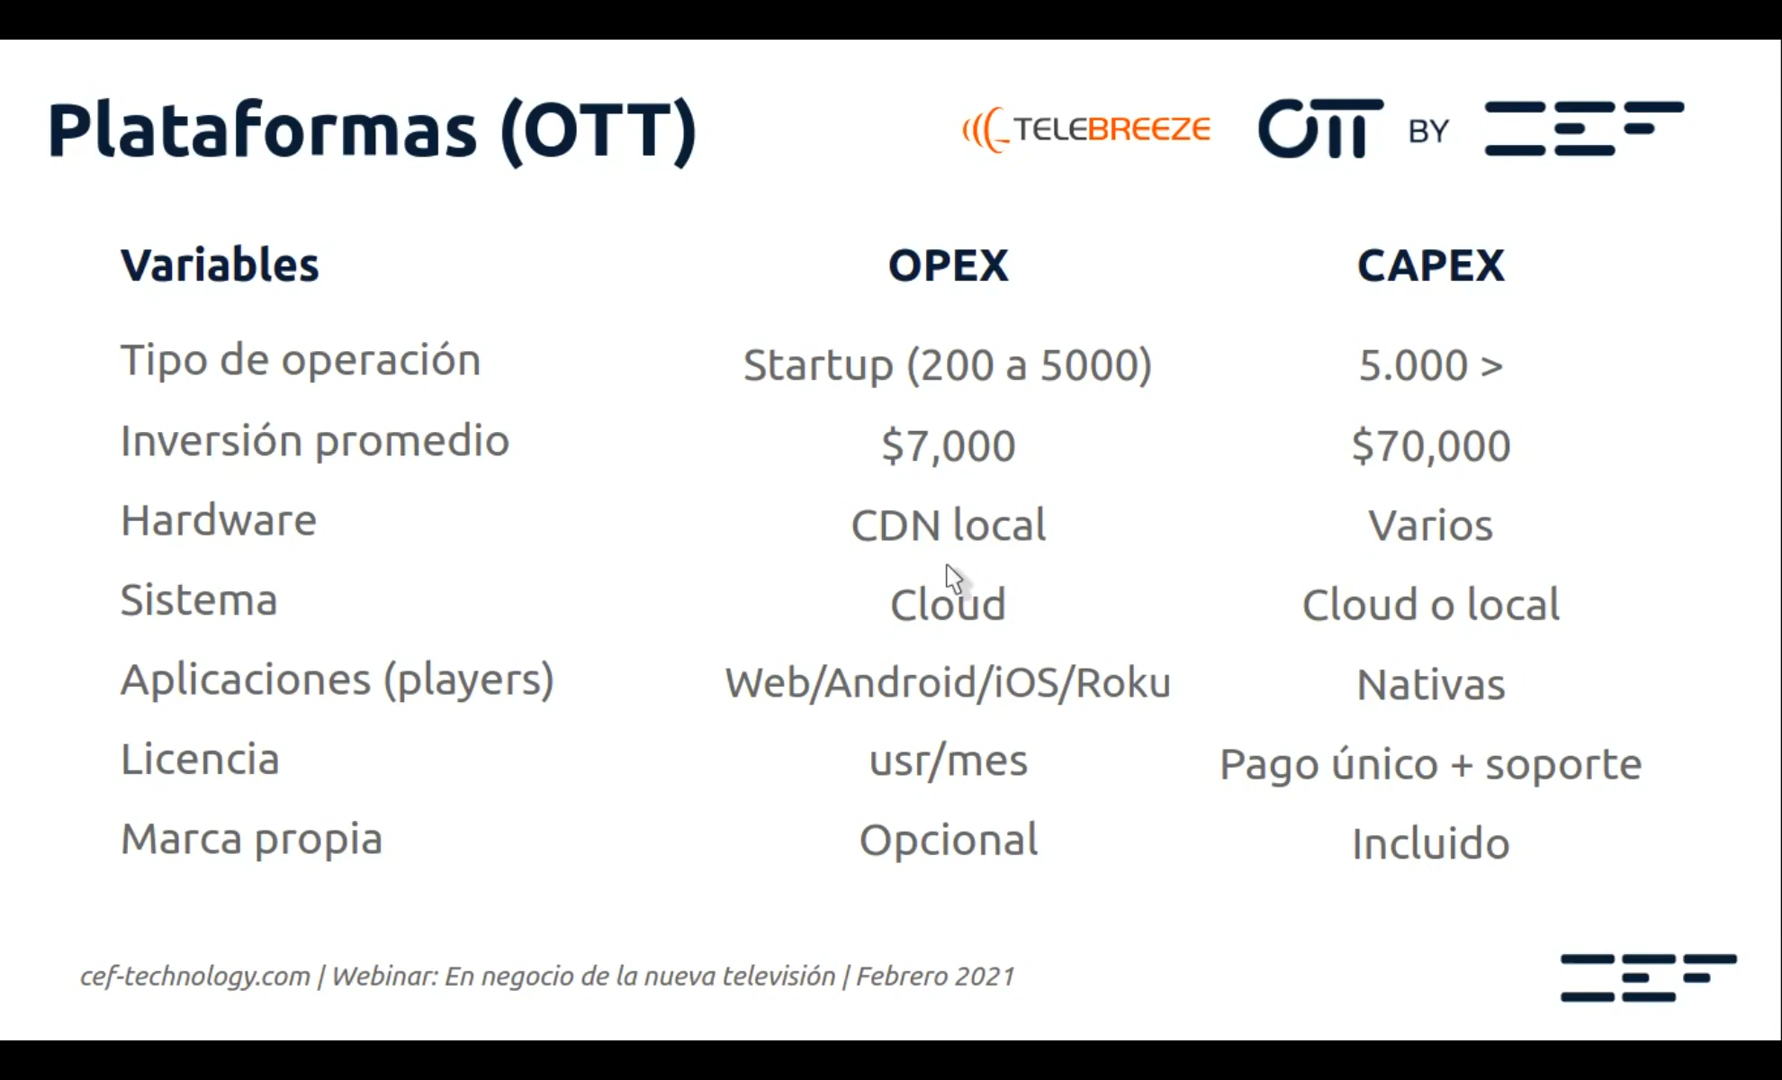 Plataformas (OTT)
TELEBREEZE
OTT BY CEF
Variables OPEX CAPEX
Tipo de operación Startup (200 a 5000) 5.000 >
Inversión promedio $7,000 $70,000
Hardware CDN local Varios
Sistema Cloud Cloud o local
Aplicaciones (players) Web/Android/iOS/Roku Nativas
Licencia usr/mes Pago único + soporte
Marca propia Opcional Incluido
cef-technology.com | Webinar: En negocio de la nueva televisión | Febrero 2021
CEF